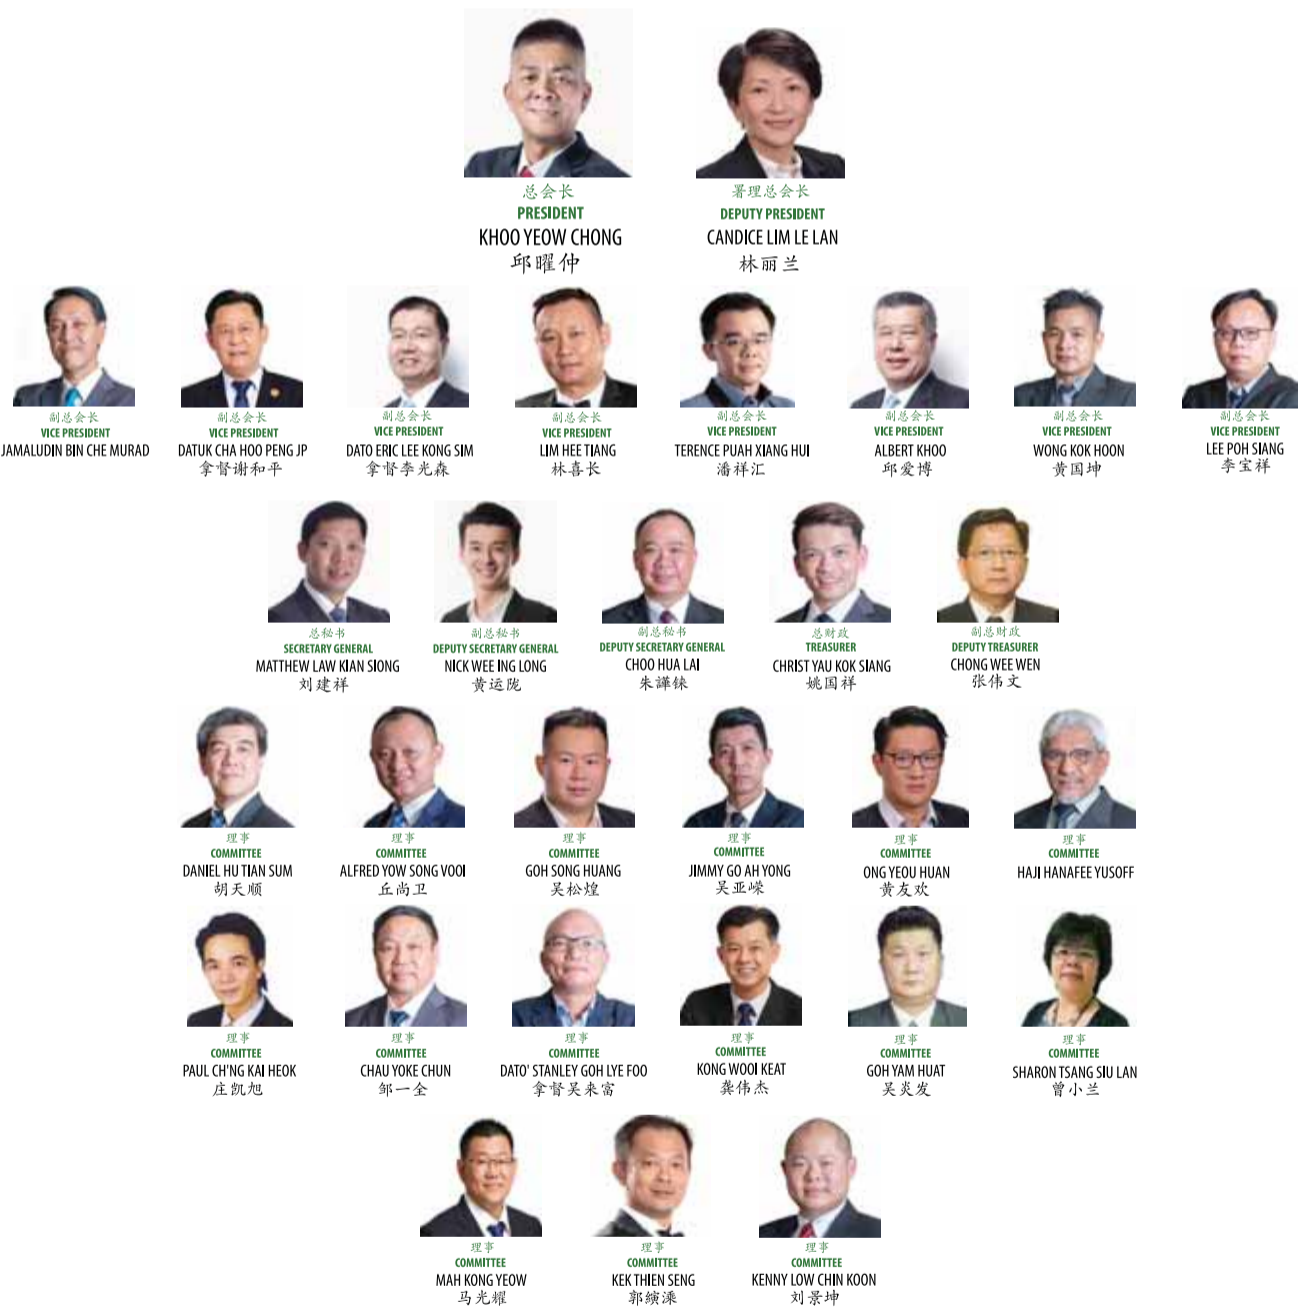 总会长
PRESIDENT
KHOO YEOW CHONG
邱曜仲
署理总会长
DEPUTY PRESIDENT
CANDICE LIM LE LAN
林丽兰
副总会长
VICE PRESIDENT
JAMALUDIN BIN CHE MURAD
副总会长
VICE PRESIDENT
DATUK CHA HOO PENG JP
拿督谢和平
副总会长
VICE PRESIDENT
DATO ERIC LEE KONG SIM
拿督李光森
副总会长
VICE PRESIDENT
LIM HEE TIANG
林喜长
副总会长
VICE PRESIDENT
TERENCE PUAH XIANG HUI
潘祥汇
副总会长
VICE PRESIDENT
ALBERT KHOO
邱爱博
副总会长
VICE PRESIDENT
WONG KOK HOON
黄国坤
副总会长
VICE PRESIDENT
LEE POH SIANG
李宝祥
总秘书
SECRETARY GENERAL
MATTHEW LAW KIAN SIONG
刘建祥
副总秘书
DEPUTY SECRETARY GENERAL
NICK WEE ING LONG
黄运陇
副总秘书
DEPUTY SECRETARY GENERAL
CHOO HUA LAI
朱譁铼
总财政
TREASURER
CHRIST YAU KOK SIANG
姚国祥
副总财政
DEPUTY TREASURER
CHONG WEE WEN
张伟文
理事
COMMITTEE
DANIEL HU TIAN SUM
胡天顺
理事
COMMITTEE
ALFRED YOW SONG VOOI
丘尚卫
理事
COMMITTEE
GOH SONG HUANG
吴松煌
理事
COMMITTEE
JIMMY GO AH YONG
吴亚嵘
理事
COMMITTEE
ONG YEOU HUAN
黄友欢
理事
COMMITTEE
HAJI HANAFEE YUSOFF
理事
COMMITTEE
PAUL CH'NG KAI HEOK
庄凯旭
理事
COMMITTEE
CHAU YOKE CHUN
邹一全
理事
COMMITTEE
DATO' STANLEY GOH LYE FOO
拿督吴来富
理事
COMMITTEE
KONG WOOI KEAT
龚伟杰
理事
COMMITTEE
GOH YAM HUAT
吴炎发
理事
COMMITTEE
SHARON TSANG SIU LAN
曾小兰
理事
COMMITTEE
MAH KONG YEOW
马光耀
理事
COMMITTEE
KEK THIEN SENG
理事
COMMITTEE
KENNY LOW CHIN KOON
刘景坤